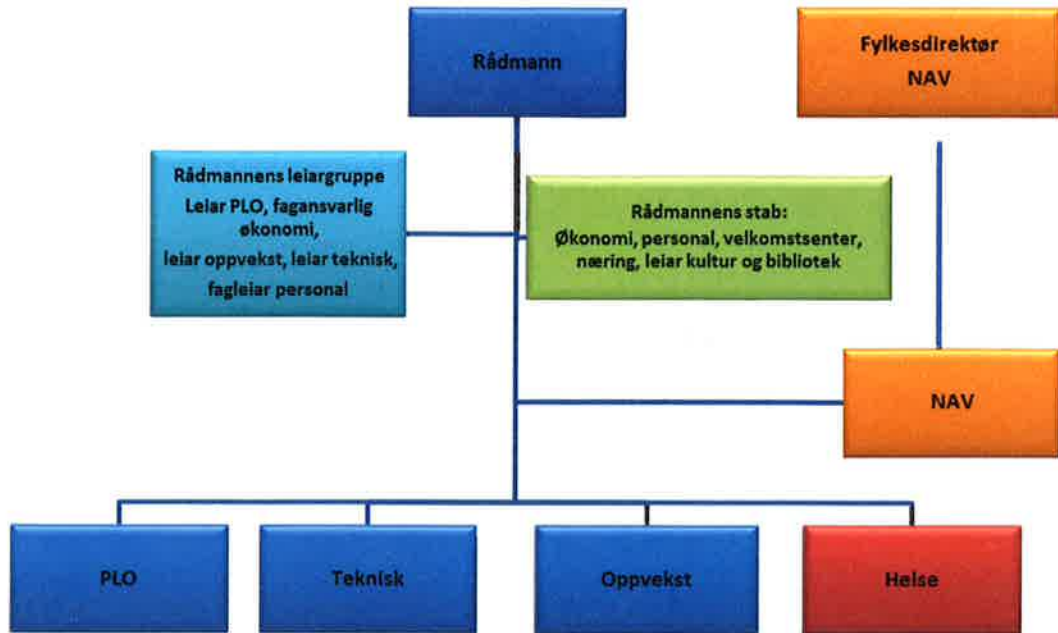 Rådmann
Fylkesdirektør
NAV
Rådmannens leiargruppe
Leiar PLO, fagansvarlig
økonomi,
leiar oppvekst, leiar teknisk,
fagleiar personal
Rådmannens stab:
Økonomi, personal, velkomstsenter,
næring, leiar kultur og bibliotek
NAV
PLO
Teknisk
Oppvekst
Helse